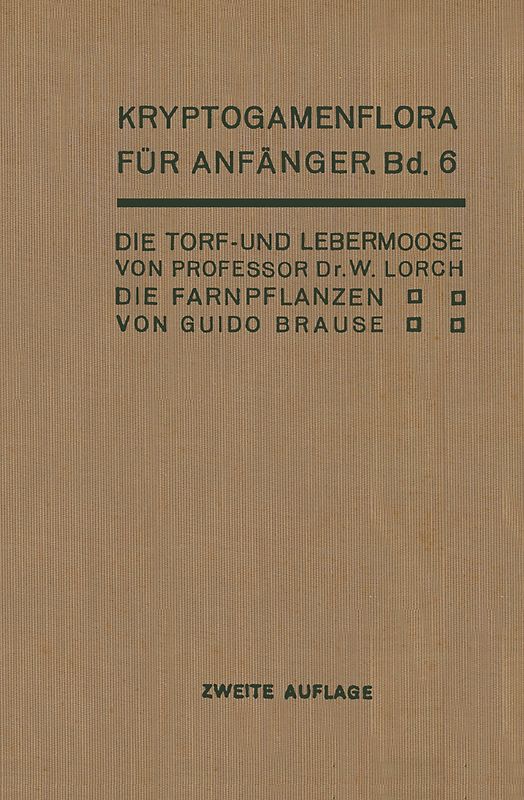 KRYPTOGAMENFLORA
FÜR ANFÄNGER. Bd. 6
DIE TORF-UND LEBERMOOSE
VON PROFESSOR Dr. W. LORCH
DIE FARNPFLANZEN
VON GUIDO BRAUSE
ZWEITE AUFLAGE